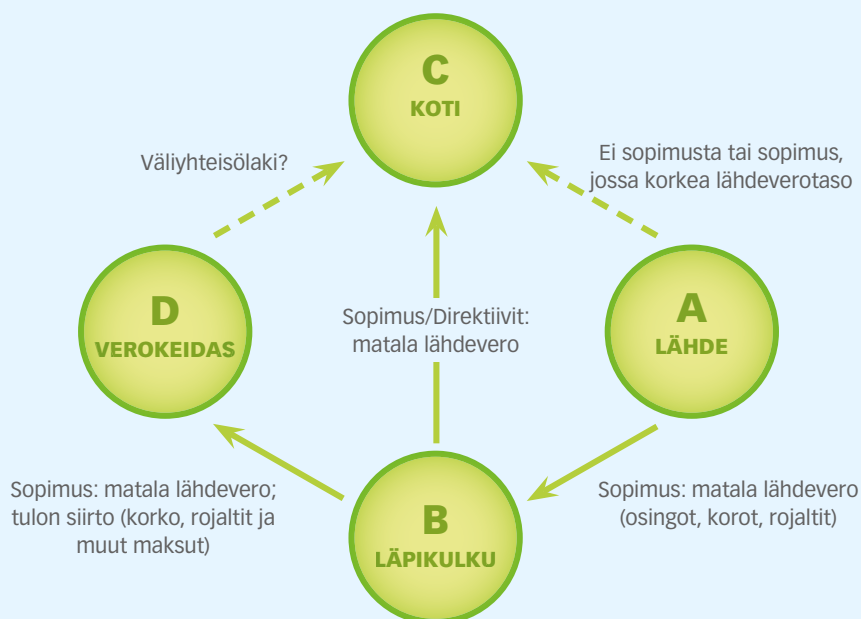 C
KOTI
Väliyhteisölaki?
Ei sopimusta tai sopimus,
jossa korkea lähdeverotaso
D
VEROKEIDAS
Sopimus/Direktiivit:
matala lähdevero
A
LÄHDE
Sopimus: matala lähdevero;
tulon siirto (korko, rojaltit ja
muut maksut)
B
LÄPIKULKU
Sopimus: matala lähdevero
(osingot, korot, rojaltit)